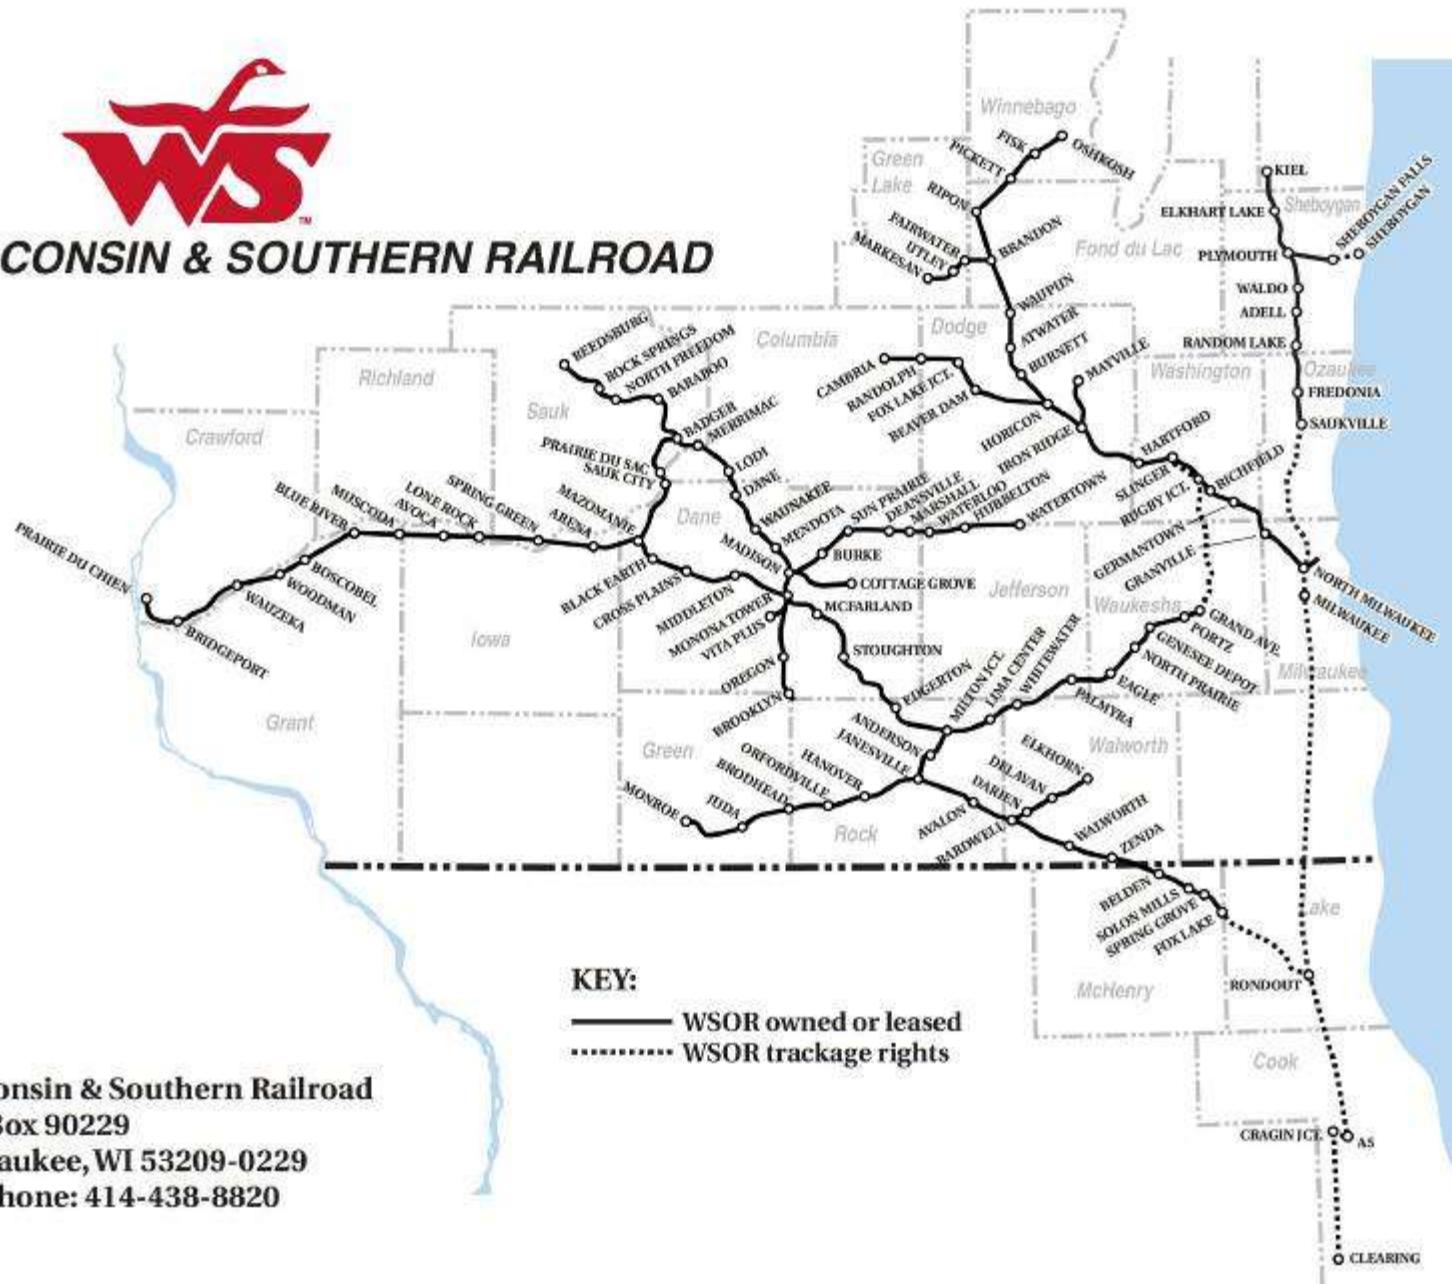 WS
TM
CONSIN & SOUTHERN RAILROAD
Winnebago
FISK
OSHKOSH
PICKETT
Green
Lake
RIPON
KIEL
SHEBOYGAN FALLS
SHEBOYGAN
ELKHART LAKE
Sheboygan
FAIRWATER
UTLEY
MARKESAN
BRANDON
Fond du Lac
PLYMOUTH
WALDO
ADELL
WAUPUN
RANDOM LAKE
Columbia
Dodge
ATWATER
BURNETT
MAYVILLE
Washington
Ozaukee
REEDSBURG
ROCK SPRINGS
NORTH FREEDOM
BARABOO
Richland
CAMBRIA
RANDOLPH
FOX LAKE JCT.
BEAVER DAM
FREDONIA
SAUKVILLE
Sauk
Crawford
BADGER
MERRIMAC
HORICON
IRON RIDGE
HARTFORD
PRAIRIE DU SAC
SAUK CITY
LODI
DANE
SLINGER
RUGBY JCT.
RICHFIELD
BLUE RIVER
MUSCODA
AVOCA
LONE ROCK
SPRING GREEN
MAZOMANIE
ARENA
Dane
WAUNAKEE
MENDOTA
SUN PRAIRIE
DEANSVILLE
MARSHALL
WATERLOO
HUBBELTON
WATERTOWN
PRAIRIE DU CHIEN
MADISON
BURKE
GERMANTOWN
GRANVILLE
BOSCOBEL
WOODMAN
WAUZEKA
BRIDGEPORT
BLACK EARTH
CROSS PLAINS
MIDDLETON
MONONA TOWER
VITA PLUS
COTTAGE GROVE
MCFARLAND
Jefferson
Waukesha
NORTH MILWAUKEE
MILWAUKEE
GRAND AVE.
PORTZ
GENESEE DEPOT
NORTH PRAIRIE
EAGLE
PALMYRA
Iowa
STOUGHTON
OREGON
BROOKLYN
EDGERTON
MILTON JCT.
LIMA CENTER
WHITEWATER
Milwaukee
Grant
Green
ANDERSON
JANESVILLE
HANOVER
ORFORDVILLE
BRODHEAD
JUDA
MONROE
ELKHORN
DELAVAN
DARIEN
Walworth
Rock
AVALON
BARDWELL
WALWORTH
ZENDA
BELDEN
SOLON MILLS
SPRING GROVE
FOX LAKE
ake
McHenry
RONDOUT
KEY:
WSOR owned or leased
WSOR trackage rights
Cook
CRAGIN JCT.
AS
CLEARING
onsin & Southern Railroad
Box 90229
aukee, WI 53209-0229
hone: 414-438-8820